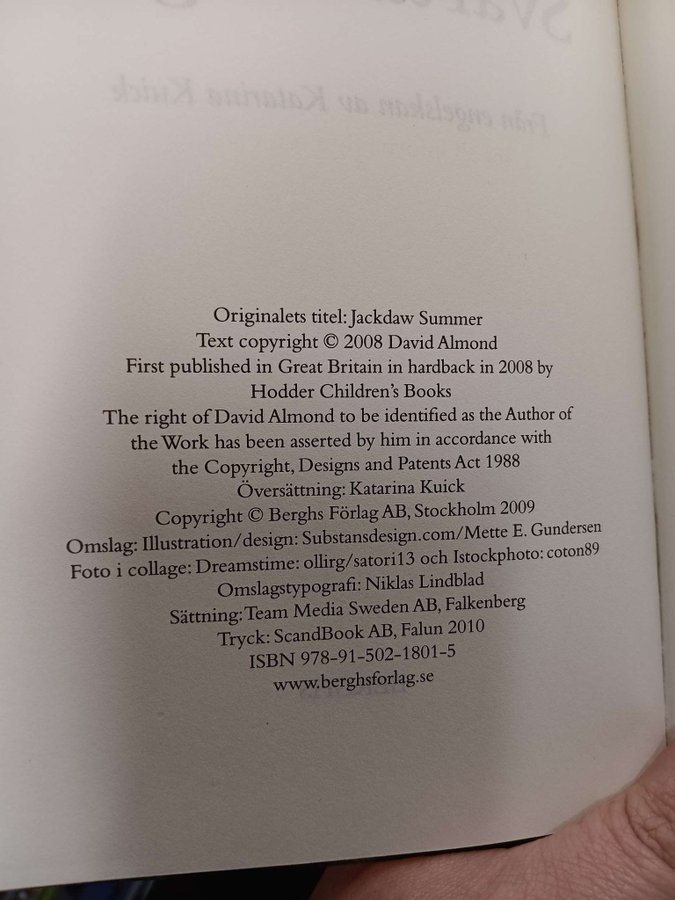 Från engelskan av Katarina Kuick
Originalets titel: Jackdaw Summer
Text copyright © 2008 David Almond
First published in Great Britain in hardback in 2008 by
Hodder Children's Books
The right of David Almond to be identified as the Author of
the Work has been asserted by him in accordance with
the Copyright, Designs and Patents Act 1988
Översättning: Katarina Kuick
Copyright © Berghs Förlag AB, Stockholm 2009
Omslag: Illustration/design: Substansdesign.com/Mette E. Gundersen
Foto i collage: Dreamstime: ollirg/satori13 och Istockphoto: coton89
Omslagstypografi: Niklas Lindblad
Sättning: Team Media Sweden AB, Falkenberg
Tryck: ScandBook AB, Falun 2010
ISBN 978-91-502-1801-5
www.berghsforlag.se